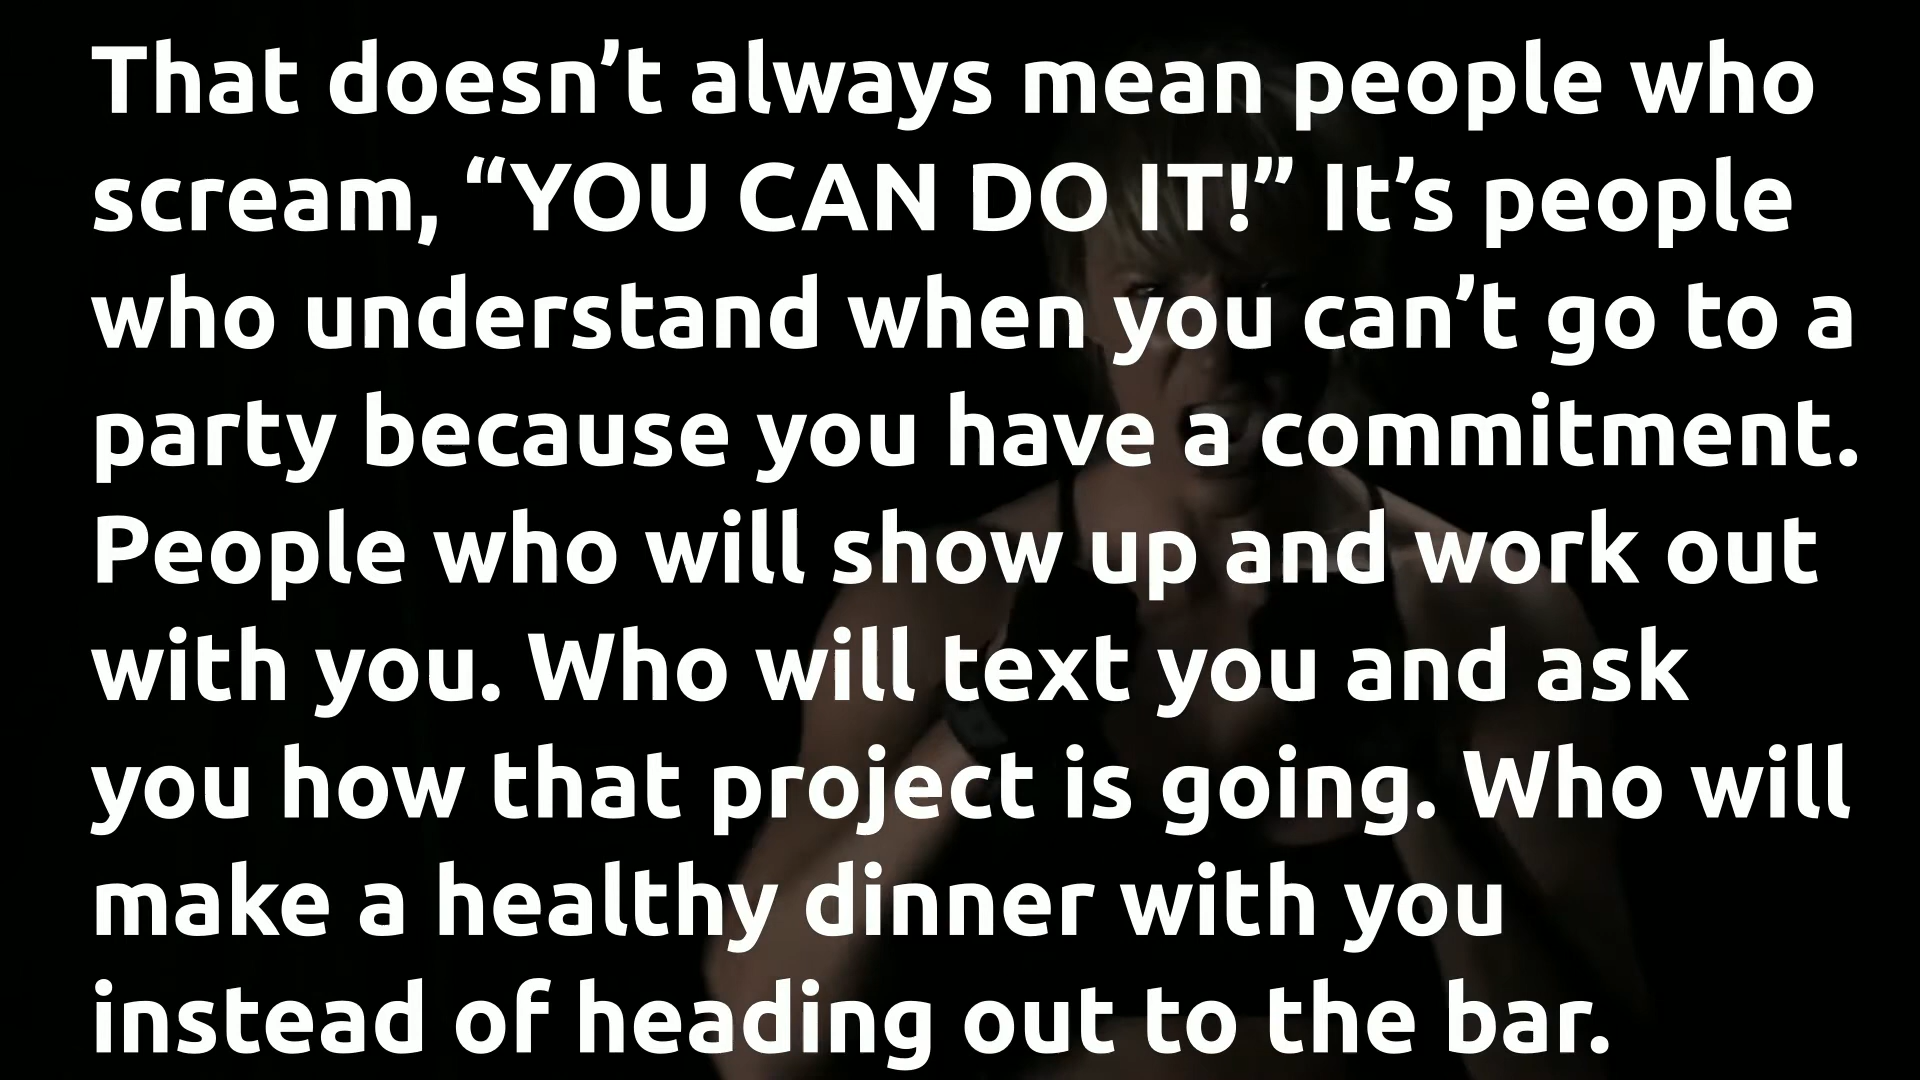 That doesn’t always mean people who
scream, “YOU CAN DO IT!” It’s people
who understand when you can’t go to a
party because you have a commitment.
People who will show up and work out
with you. Who will text you and ask
you how that project is going. Who will
make a healthy dinner with you
instead of heading out to the bar.